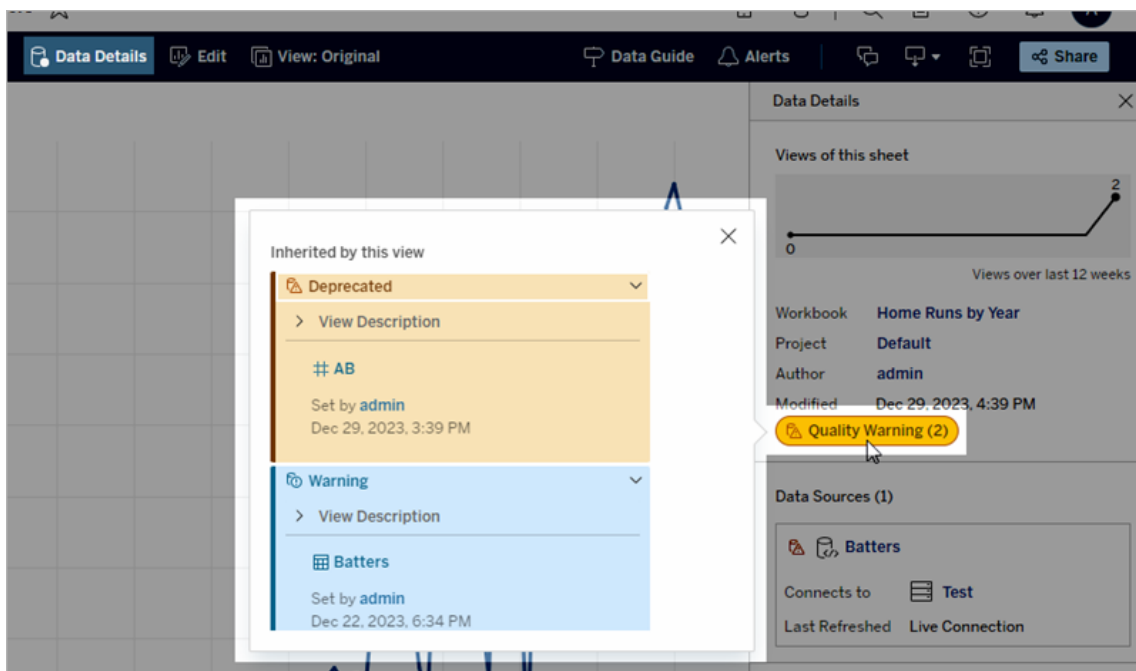 Data Details
Edit
View: Original
Data Guide
Alerts
Share
Data Details
Views of this sheet
2
0
Views over last 12 weeks
Workbook Home Runs by Year
Project Default
Author admin
Modified Dec 29, 2023, 4:39 PM
Quality Warning (2)
Data Sources (1)
Batters
Connects to Test
Last Refreshed Live Connection
Inherited by this view
Deprecated
View Description
AB
Set by admin
Dec 29, 2023, 3:39 PM
Warning
View Description
Batters
Set by admin
Dec 22, 2023, 6:34 PM